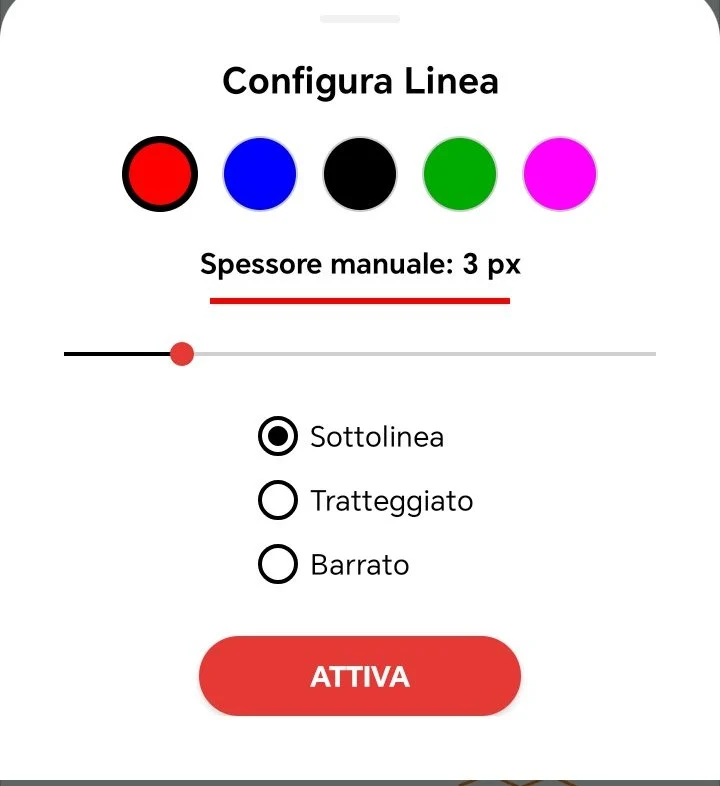 Configura Linea
Spessore manuale: 3 px
Sottolinea
Tratteggiato
Barrato
ATTIVA